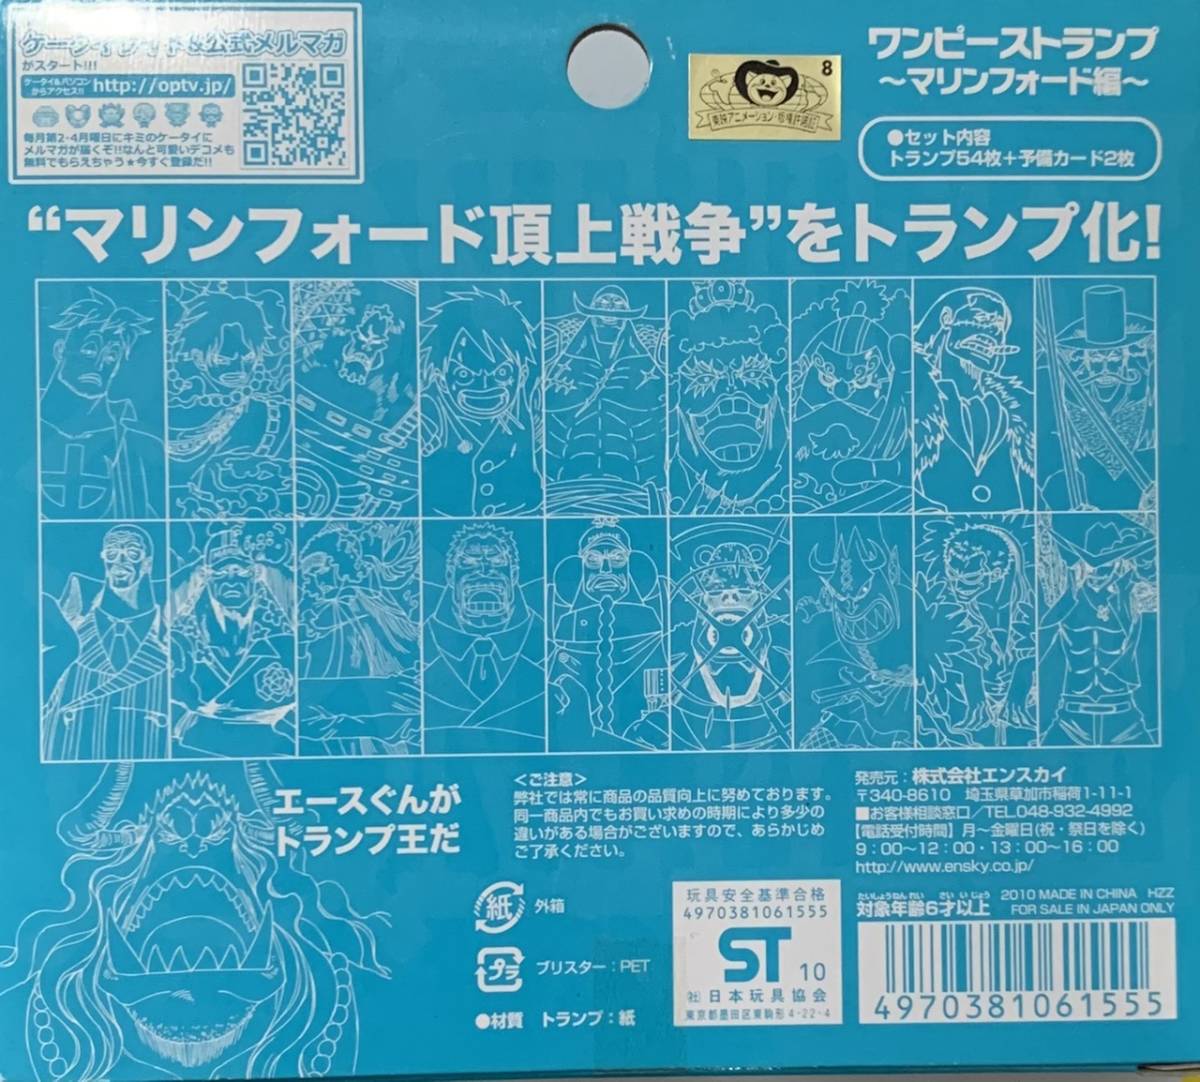 ケータイサイト&公式メルマガ
がスタート!!!
ケータイ&パソコン
からアクセス!!
http://optv.jp/
毎月第2・4月曜日にキミのケータイに
メルマガが届くぞ!!なんと可愛いデコメも
無料でもらえちゃう★今すぐ登録だ!!
8
東映アニメーション・版権許諾証
ワンピーストランプ
~マリンフォード編~
●セット内容
トランプ54枚+予備カード2枚
“マリンフォード頂上戦争”をトランプ化!
エースぐんが
トランプ王だ
<ご注意>
弊社では常に商品の品質向上に努めております。
同一商品内でもお買い求めの時期により多少の
違いがある場合がございますので、あらかじめ
ご了承ください。
紙 外箱
プラ ブリスター:PET
●材質 トランプ:紙
発売元:株式会社エンスカイ
〒340-8610 埼玉県草加市稲荷1-11-1
■お客様相談窓口/TEL.048-932-4992
【電話受付時間】月~金曜日(祝・祭日を除く)
9:00~12:00・13:00~16:00
http://www.ensky.co.jp/
玩具安全基準合格
4970381061555
ST 10
(社)日本玩具協会
東京都墨田区東駒形4-22-4
たいしょうねんれい さい いじょう
対象年齢6才以上
2010 MADE IN CHINA HZZ
FOR SALE IN JAPAN ONLY
4970381061555